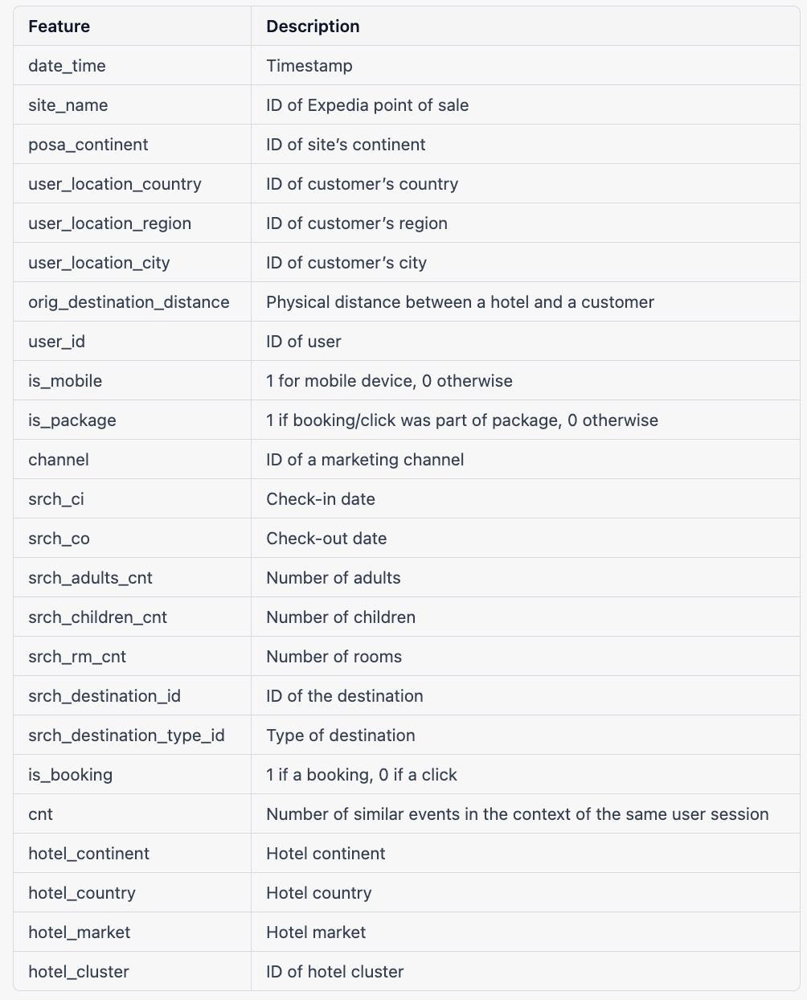 Feature Description
date_time Timestamp
site_name ID of Expedia point of sale
posa_continent ID of site’s continent
user_location_country ID of customer’s country
user_location_region ID of customer’s region
user_location_city ID of customer’s city
orig_destination_distance Physical distance between a hotel and a customer
user_id ID of user
is_mobile 1 for mobile device, 0 otherwise
is_package 1 if booking/click was part of package, 0 otherwise
channel ID of a marketing channel
srch_ci Check-in date
srch_co Check-out date
srch_adults_cnt Number of adults
srch_children_cnt Number of children
srch_rm_cnt Number of rooms
srch_destination_id ID of the destination
srch_destination_type_id Type of destination
is_booking 1 if a booking, 0 if a click
cnt Number of similar events in the context of the same user session
hotel_continent Hotel continent
hotel_country Hotel country
hotel_market Hotel market
hotel_cluster ID of hotel cluster